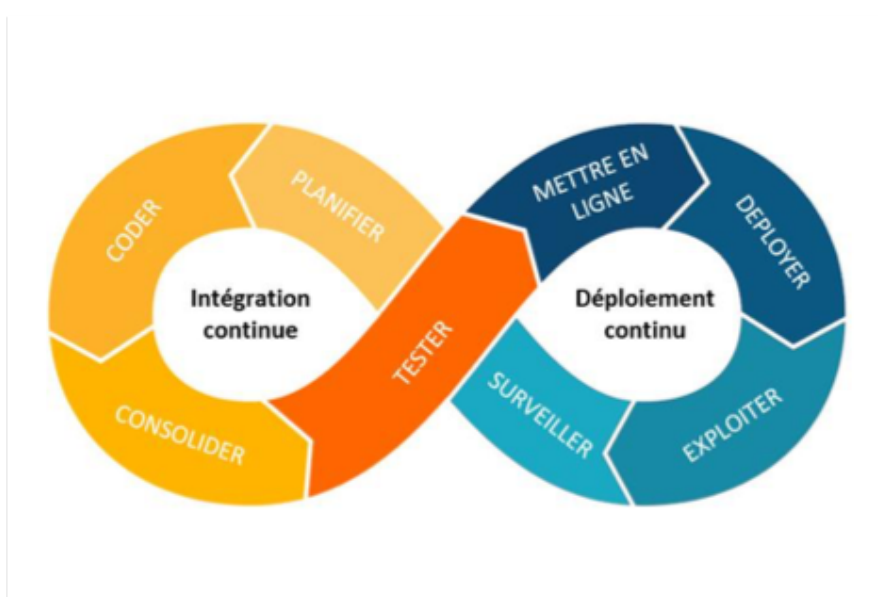 PLANIFIER
CODER
CONSOLIDER
TESTER
METTRE EN
LIGNE
DEPLOYER
EXPLOITER
SURVEILLER
Intégration
continue
Déploiement
continu